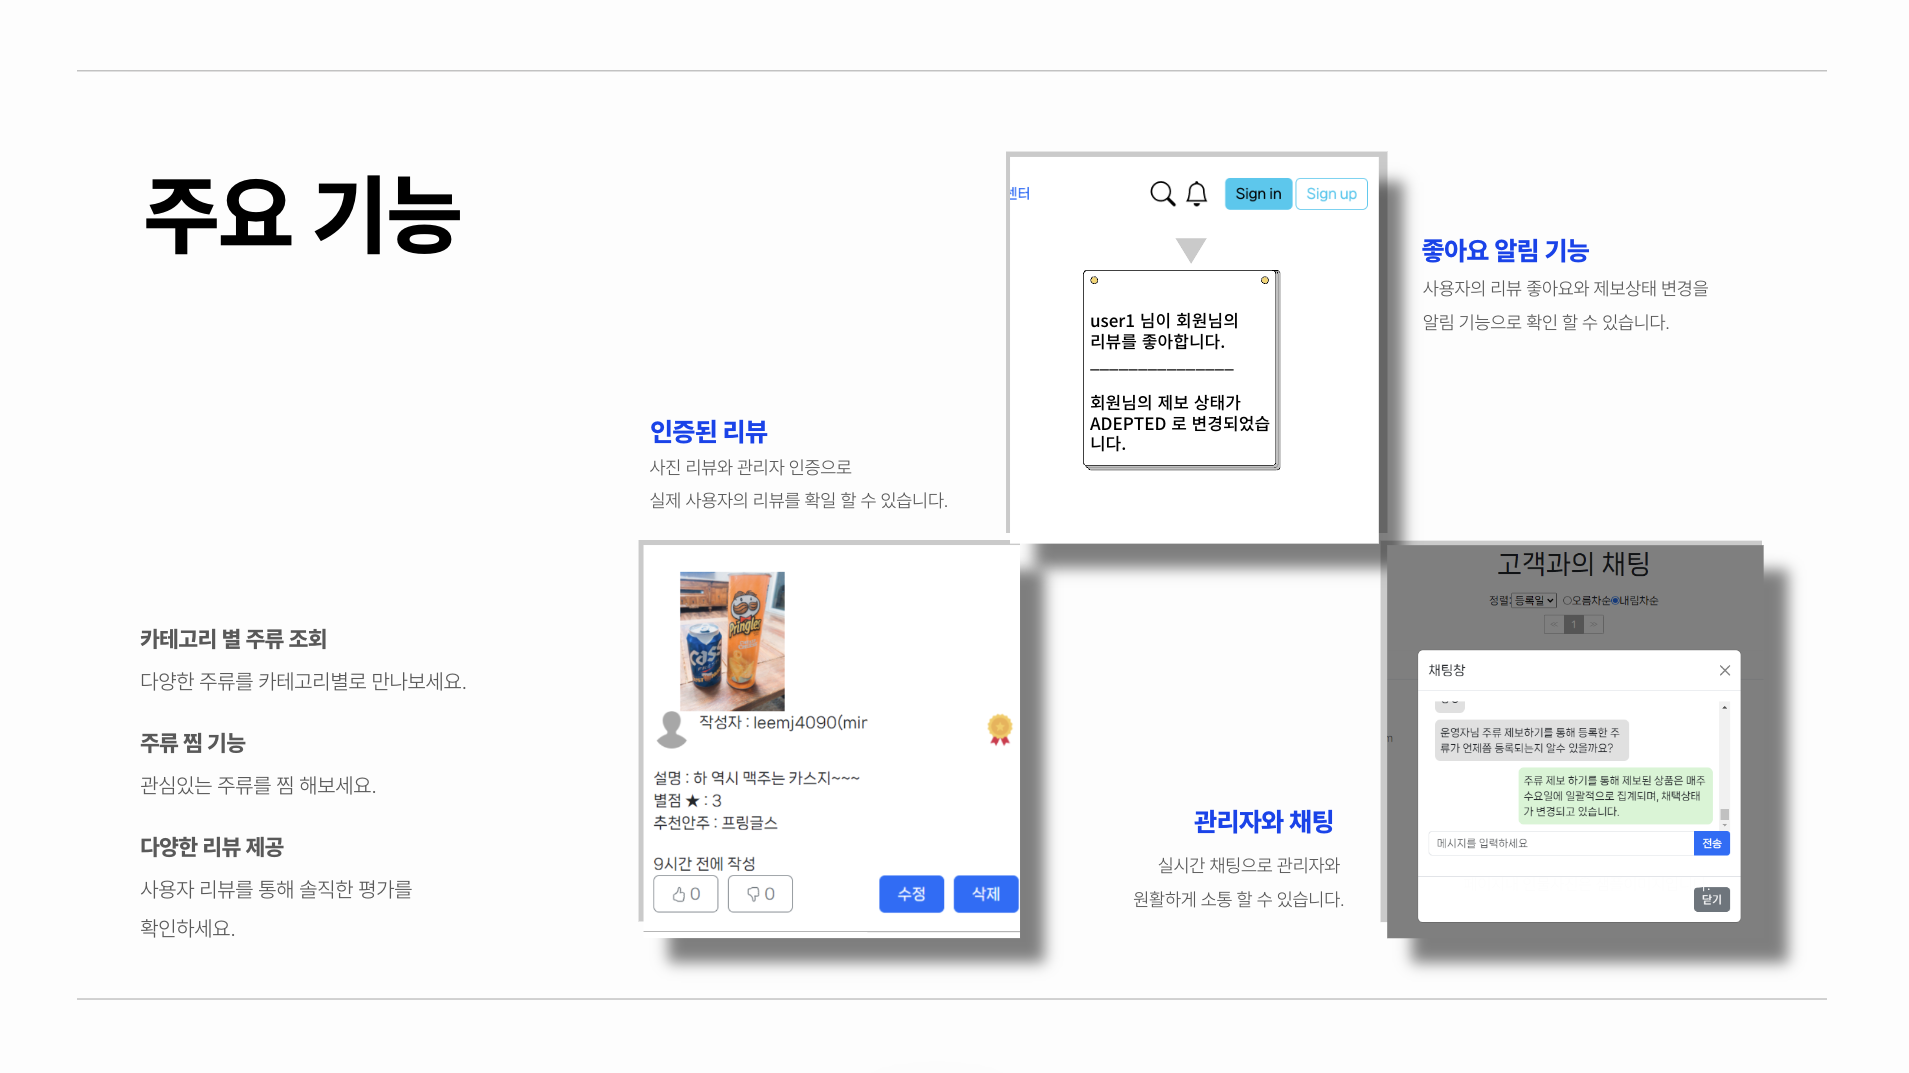 주요 기능
카테고리 별 주류 조회
다양한 주류를 카테고리별로 만나보세요.
주류 찜 기능
관심있는 주류를 찜 해보세요.
다양한 리뷰 제공
사용자 리뷰를 통해 솔직한 평가를
확인하세요.
인증된 리뷰
사진 리뷰와 관리자 인증으로
실제 사용자의 리뷰를 확일 할 수 있습니다.
Pringles
cass
작성자 : leemj4090(mir
설명 : 하 역시 맥주는 카스지~~~
별점 ★ : 3
추천안주 : 프링글스
9시간 전에 작성
0 0 수정 삭제
센터 Sign in Sign up
user1 님이 회원님의
리뷰를 좋아합니다.
회원님의 제보 상태가
ADEPTED 로 변경되었습
니다.
좋아요 알림 기능
사용자의 리뷰 좋아요와 제보상태 변경을
알림 기능으로 확인 할 수 있습니다.
관리자와 채팅
실시간 채팅으로 관리자와
원활하게 소통 할 수 있습니다.
고객과의 채팅
정렬: 등록일 오름차순 내림차순
« 1 »
채팅창
운영자님 주류 제보하기를 통해 등록한 주
류가 언제쯤 등록되는지 알수 있을까요?
주류 제보 하기를 통해 제보된 상품은 매주
수요일에 일괄적으로 집계되며, 채택상태
가 변경되고 있습니다.
메시지를 입력하세요 전송
닫기